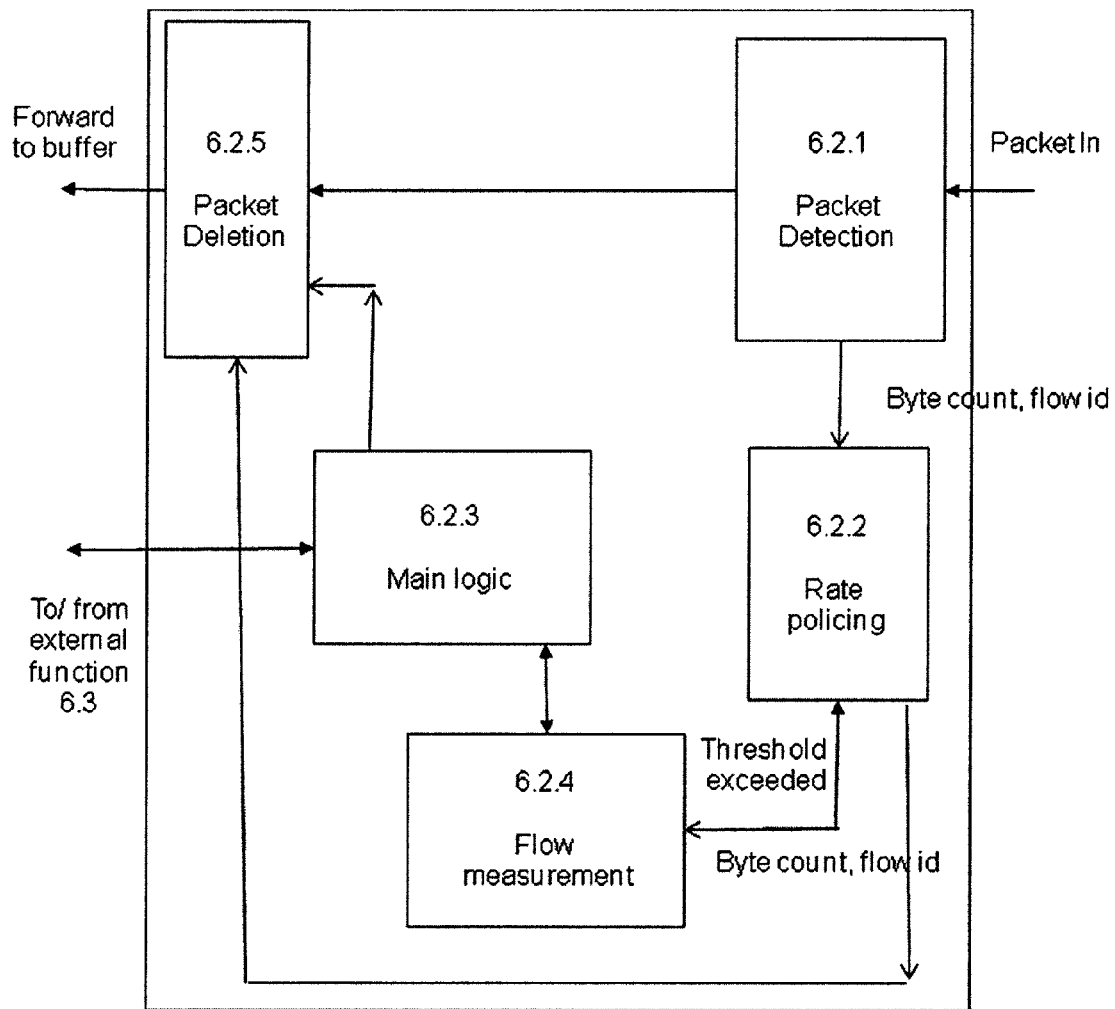 Forward
to buffer
6.2.5
Packet
Deletion
6.2.1
Packet
Detection
Packet In
Byte count, flow id
6.2.3
Main logic
6.2.2
Rate
policing
To/ from
external
function
6.3
6.2.4
Flow
measurement
Threshold
exceeded
Byte count, flow id